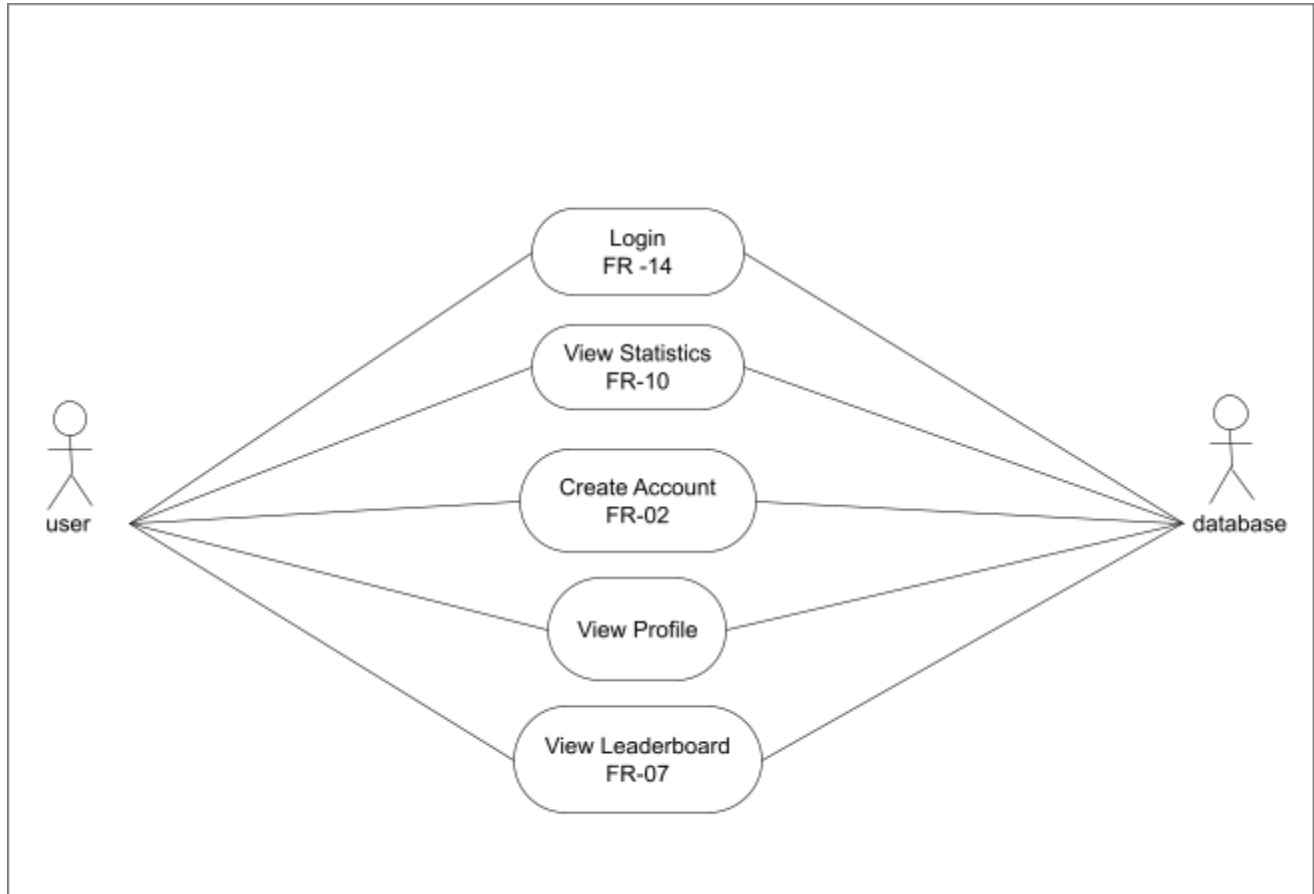 Login
FR -14
View Statistics
FR-10
Create Account
FR-02
user
database
View Profile
View Leaderboard
FR-07